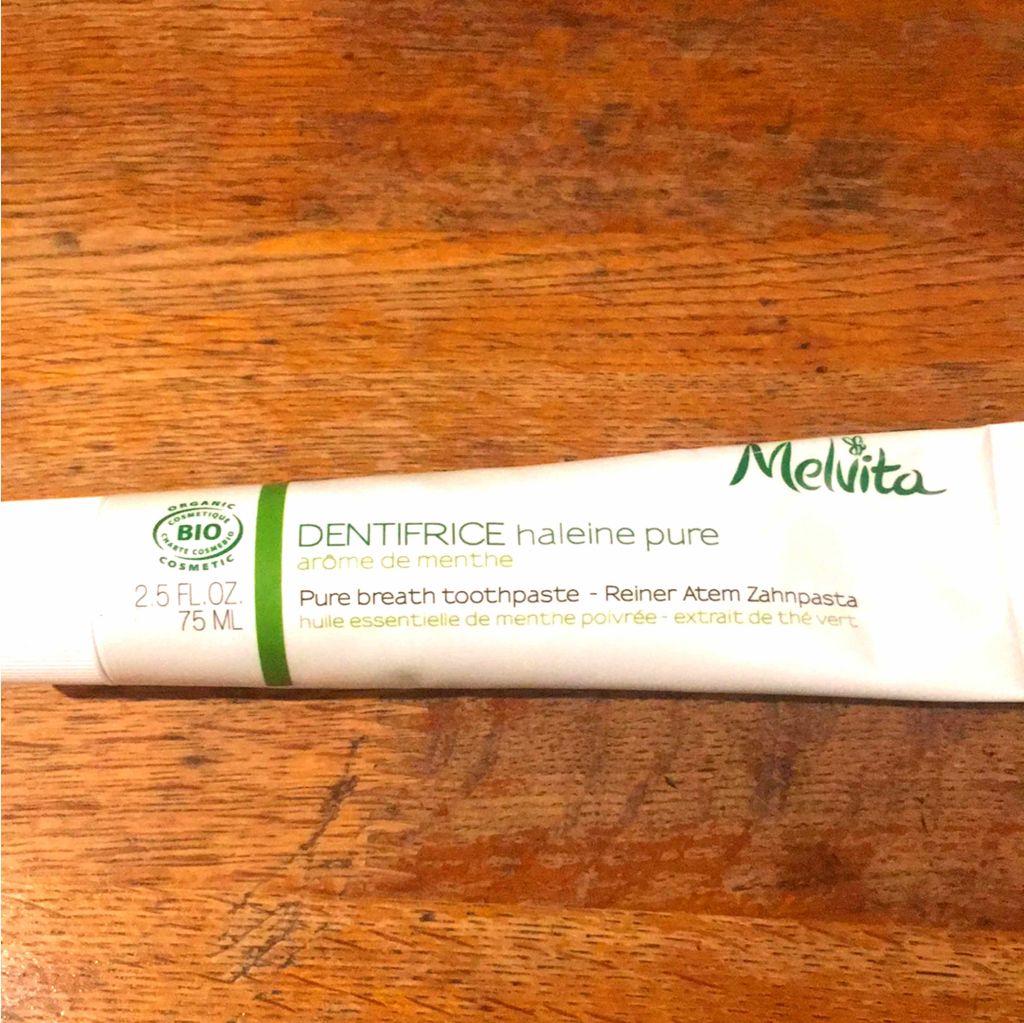 Melvita
ORGANIC
COSMETIQUE
BIO
CHARTE COSMEBIO
COSMETIC
2.5 FL.OZ.
75 ML
DENTIFRICE haleine pure
arôme de menthe
Pure breath toothpaste - Reiner Atem Zahnpasta
huile essentielle de menthe poivrée - extrait de thé vert